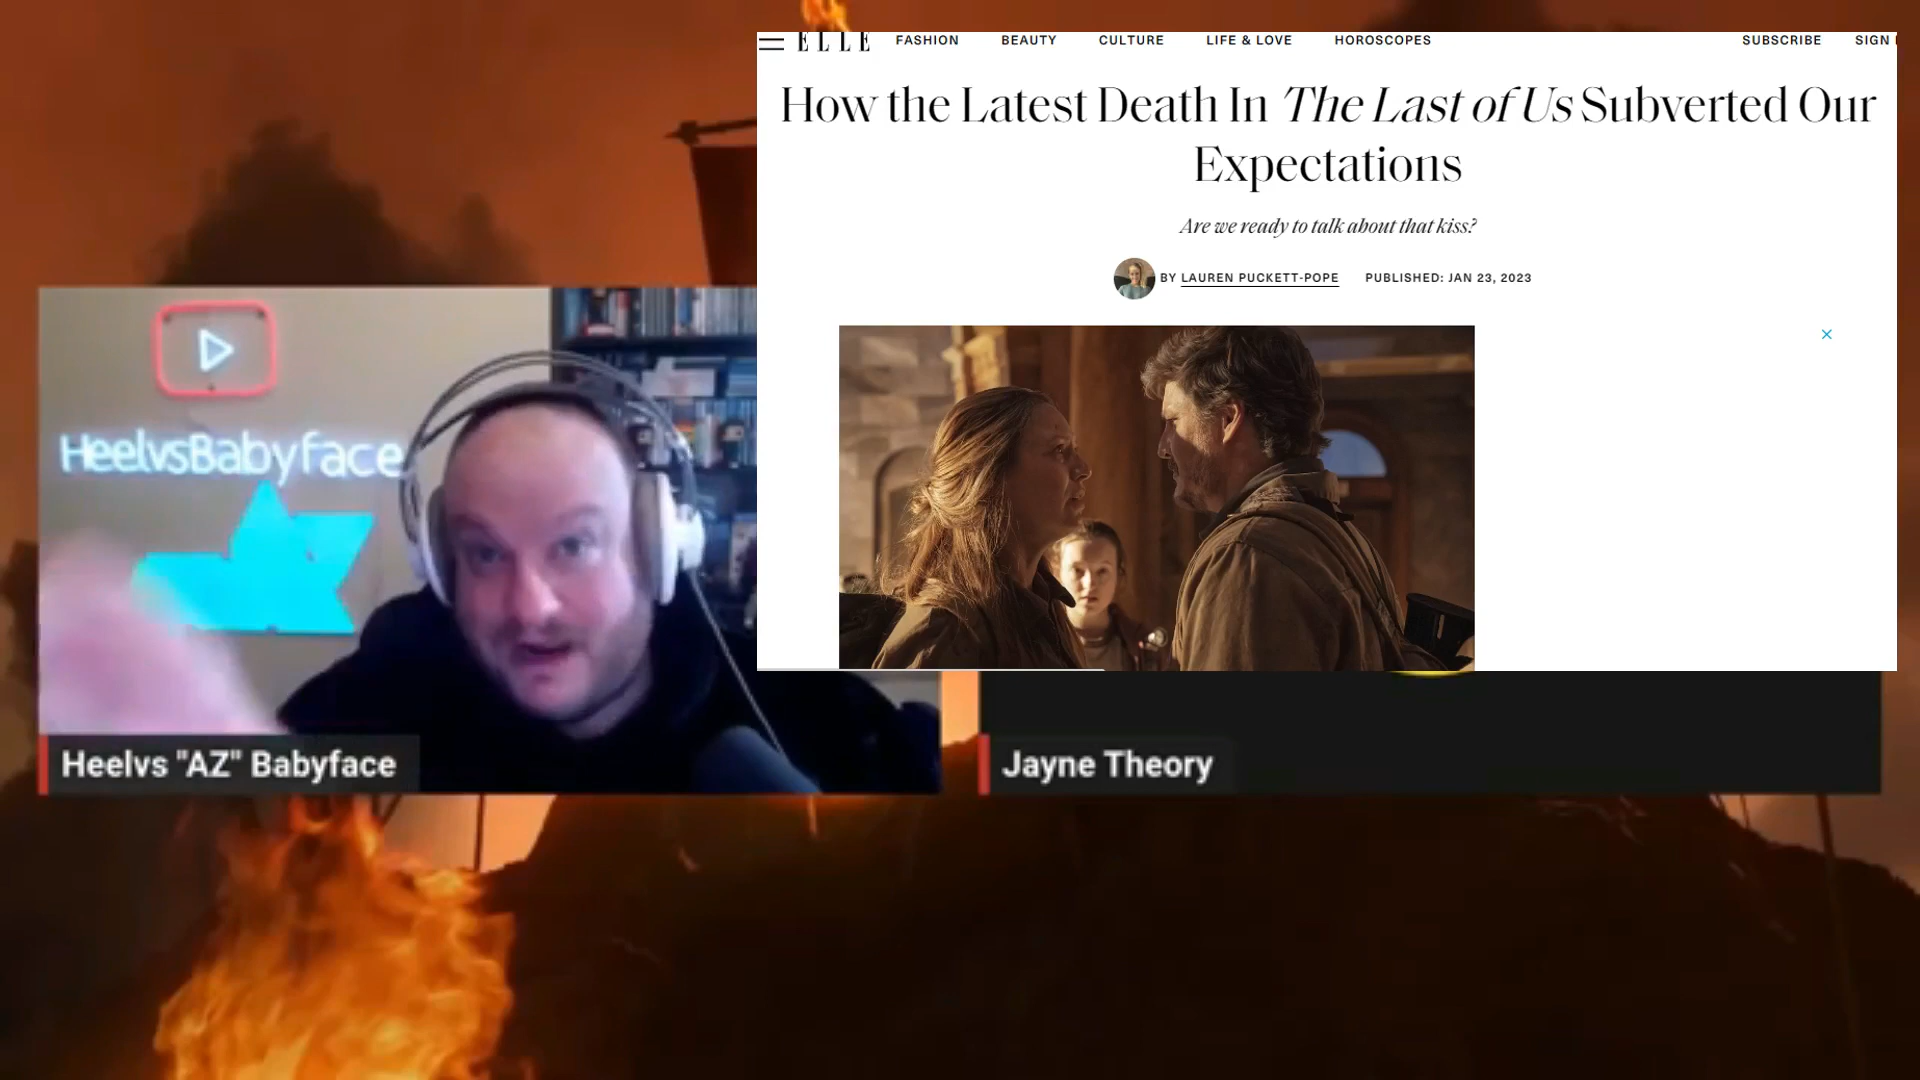 ELLE FASHION BEAUTY CULTURE LIFE & LOVE HOROSCOPES SUBSCRIBE SIGN
How the Latest Death In The Last of Us Subverted Our
Expectations
Are we ready to talk about that kiss?
BY LAUREN PUCKETT-POPE PUBLISHED: JAN 23, 2023
HeelvsBabyface
Heelvs "AZ" Babyface
Jayne Theory